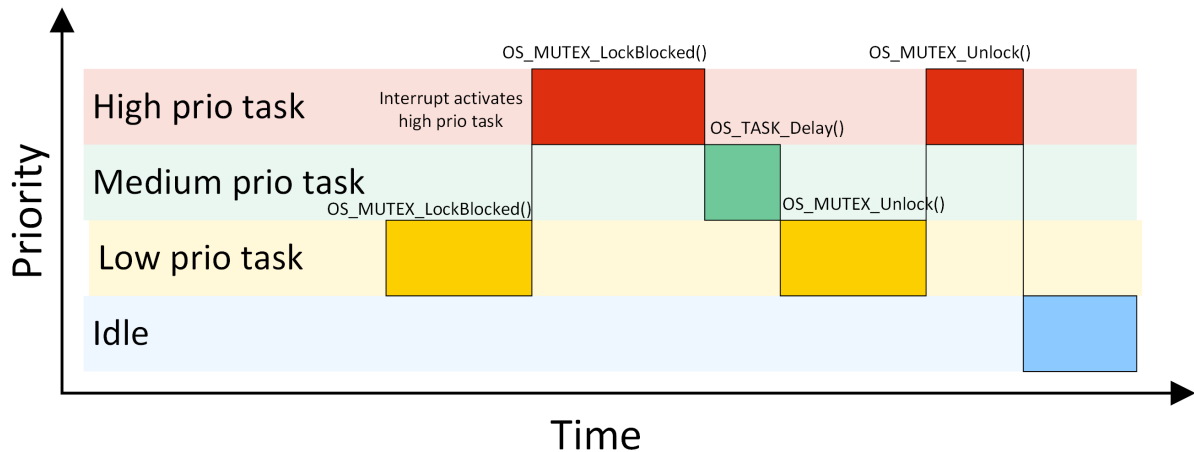 OS_MUTEX_LockBlocked()
OS_MUTEX_Unlock()
High prio task
Interrupt activates
high prio task
OS_TASK_Delay()
Medium prio task
OS_MUTEX_LockBlocked()
OS_MUTEX_Unlock()
Low prio task
Idle
Priority
Time